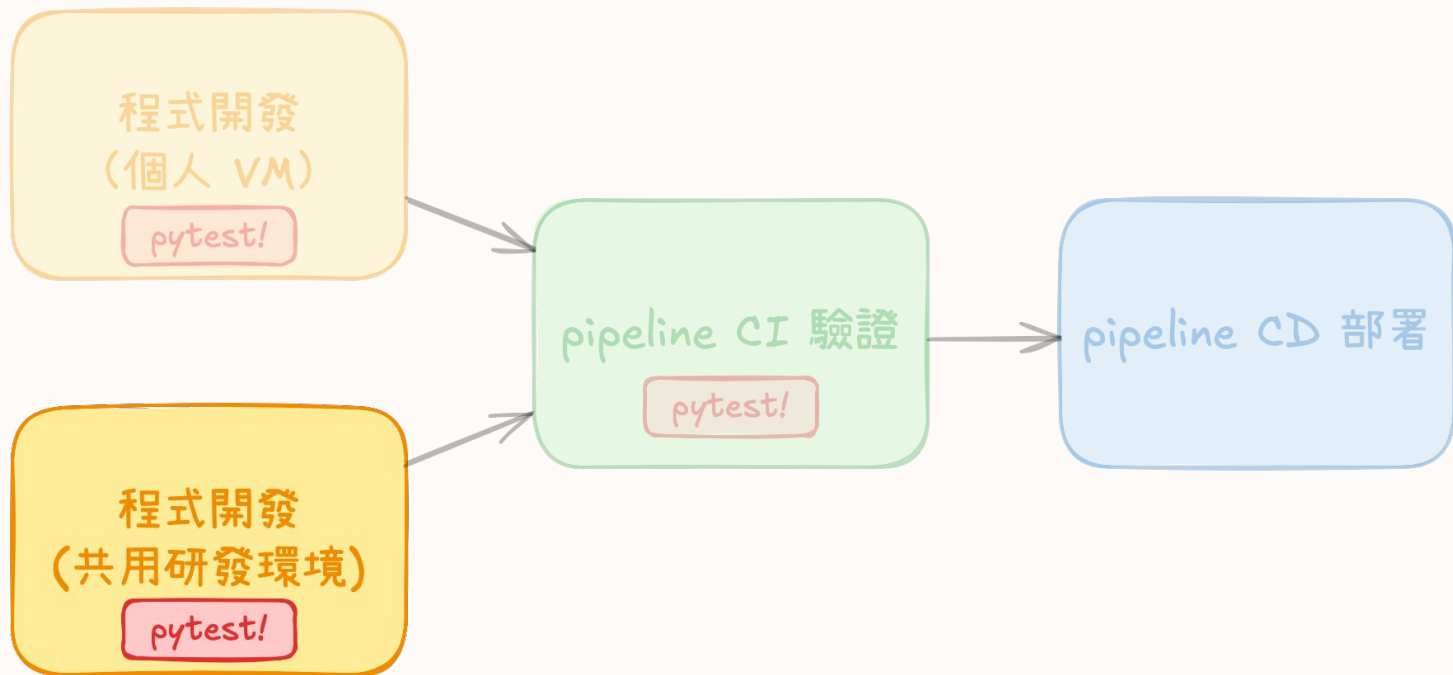 程式開發
(個人 VM)
pytest!
程式開發
(共用研發環境)
pytest!
pipeline CI 驗證
pytest!
pipeline CD 部署